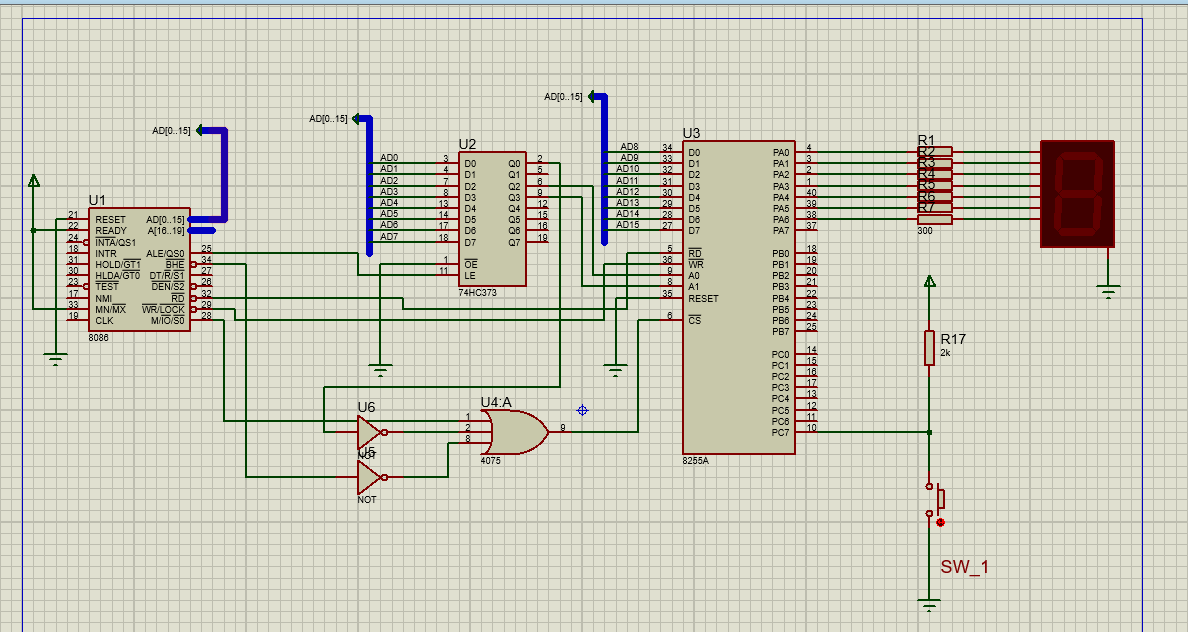 AD[0..15]
U1
21 RESET AD[0..15]
22 READY A[16..19]
24 INTA/QS1
18 INTR ALE/QS0 25
31 HOLD/GT1 BHE 34
30 HLDA/GT0 DT/R/S1 27
23 TEST DEN/S2 26
17 NMI RD 32
33 MN/MX WR/LOCK 29
19 CLK M/IO/S0 28
8086
AD[0..15]
U2
AD0 3 D0 Q0 2
AD1 4 D1 Q1 5
AD2 7 D2 Q2 6
AD3 8 D3 Q3 9
AD4 13 D4 Q4 12
AD5 14 D5 Q5 15
AD6 17 D6 Q6 16
AD7 18 D7 Q7 19
1 OE
11 LE
74HC373
AD[0..15]
U3
AD8 34 D0 PA0 4
AD9 33 D1 PA1 3
AD10 32 D2 PA2 2
AD11 31 D3 PA3 1
AD12 30 D4 PA4 40
AD13 29 D5 PA5 39
AD14 28 D6 PA6 38
AD15 27 D7 PA7 37
5 RD PB0 18
36 WR PB1 19
9 A0 PB2 20
8 A1 PB3 21
35 RESET PB4 22
PB5 23
6 CS PB6 24
PB7 25
PC0 14
PC1 15
PC2 16
PC3 17
PC4 13
PC5 12
PC6 11
PC7 10
8255A
R1
R2
R3
R4
R5
R6
R7
300
R17
2k
SW_1
U6
NOT
U5
NOT
U4:A
1
2
8
9
4075